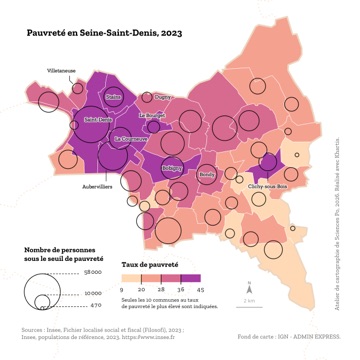 Pauvreté en Seine-Saint-Denis, 2023
Villetaneuse
Stains
Dugny
Le Bourget
Saint-Denis
La Courneuve
Bobigny
Bondy
Aubervilliers
Clichy-sous-Bois
Nombre de personnes
sous le seuil de pauvreté
58 000
10 000
470
Taux de pauvreté
9 20 28 35 45
Seules les 10 communes au taux
de pauvreté le plus élevé sont indiquées.
N
2 km
Sources : Insee, Fichier localisé social et fiscal (Filosofi), 2023 ;
Insee, populations de référence, 2023. https://www.insee.fr
Fond de carte : IGN - ADMIN EXPRESS.
Atelier de cartographie de Sciences Po, 2026. Réalisé avec Khartis.